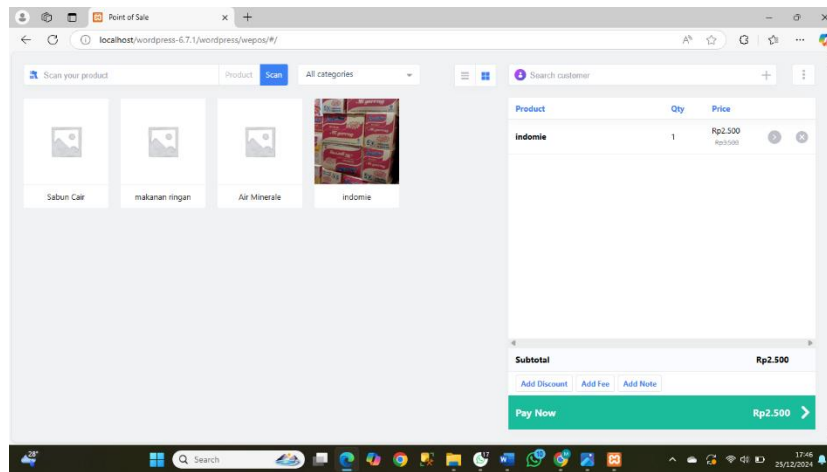 Point of Sale
localhost/wordpress-6.7.1/wordpress/wepos/#/
Scan your product
Product
Scan
All categories
Search customer
Product Qty Price
indomie 1 Rp2.500
Sabun Cair
makanan ringan
Air Minerale
indomie
Subtotal Rp2.500
Add Discount Add Fee Add Note
Pay Now Rp2.500
28°
Search
17:46
25/12/2024